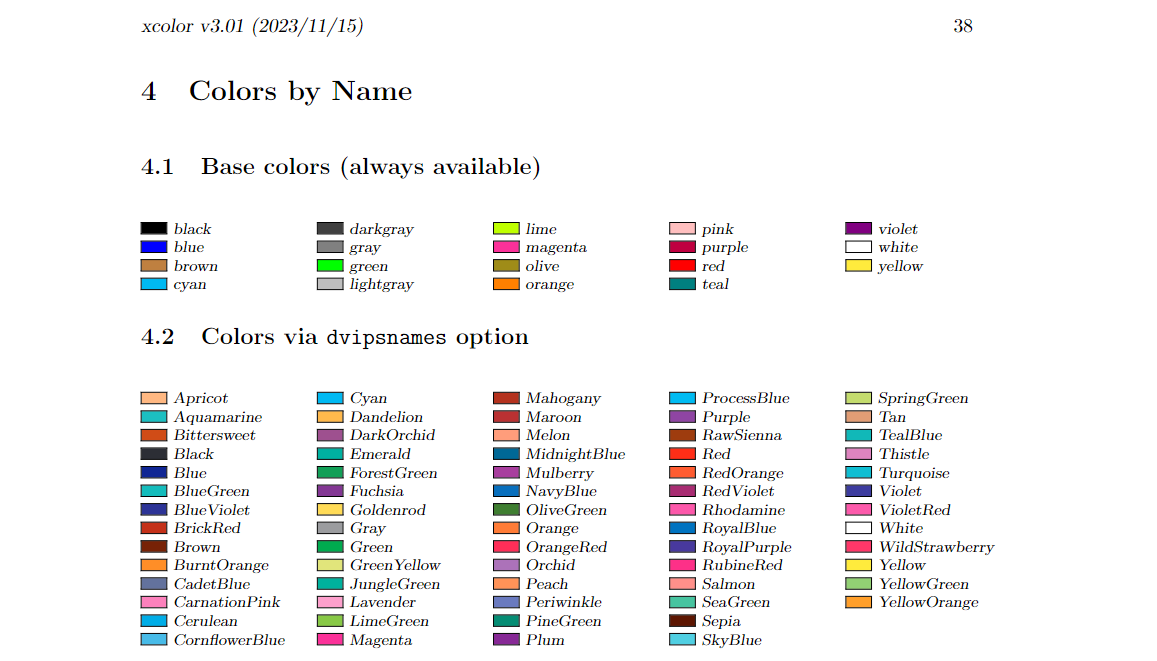 xcolor v3.01 (2023/11/15) 38
4 Colors by Name
4.1 Base colors (always available)
black darkgray lime pink violet
blue gray magenta purple white
brown green olive red yellow
cyan lightgray orange teal
4.2 Colors via dvipsnames option
Apricot Cyan Mahogany ProcessBlue SpringGreen
Aquamarine Dandelion Maroon Purple Tan
Bittersweet DarkOrchid Melon RawSienna TealBlue
Black Emerald MidnightBlue Red Thistle
Blue ForestGreen Mulberry RedOrange Turquoise
BlueGreen Fuchsia NavyBlue RedViolet Violet
BlueViolet Goldenrod OliveGreen Rhodamine VioletRed
BrickRed Gray Orange RoyalBlue White
Brown Green OrangeRed RoyalPurple WildStrawberry
BurntOrange GreenYellow Orchid RubineRed Yellow
CadetBlue JungleGreen Peach Salmon YellowGreen
CarnationPink Lavender Periwinkle SeaGreen YellowOrange
Cerulean LimeGreen PineGreen Sepia
CornflowerBlue Magenta Plum SkyBlue